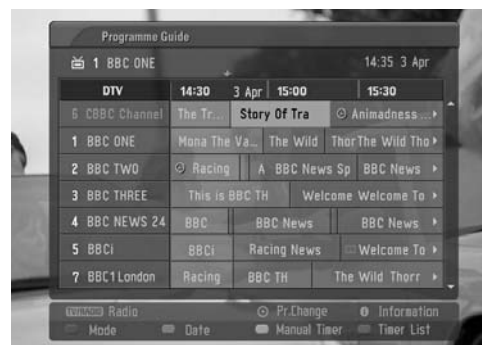 Programme Guide
1 BBC ONE 14:35 3 Apr
DTV 14:30 3 Apr 15:00 15:30
6 CBBC Channel The Tr... Story Of Tra Animadness ...
1 BBC ONE Mona The Va... The Wild Thor The Wild Tho
2 BBC TWO Racing A BBC News Sp BBC News
3 BBC THREE This is BBC TH Welcome Welcome To
4 BBC NEWS 24 BBC BBC News BBC News
5 BBCi BBCi Racing News Welcome To
7 BBC1 London Racing BBC TH The Wild Thorr
TV/RADIO Radio Pr.Change Information
Mode Date Manual Timer Timer List